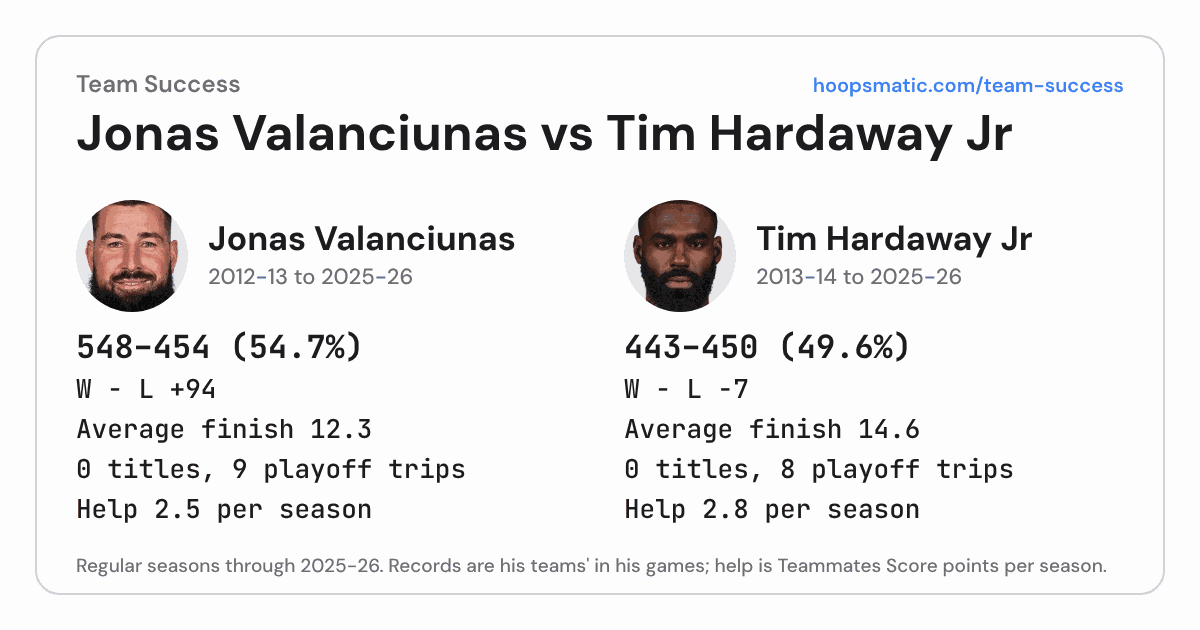 Team Success
hoopsmatic.com/team-success
Jonas Valanciunas vs Tim Hardaway Jr
Jonas Valanciunas
2012-13 to 2025-26
548-454 (54.7%)
W - L +94
Average finish 12.3
0 titles, 9 playoff trips
Help 2.5 per season
Tim Hardaway Jr
2013-14 to 2025-26
443-450 (49.6%)
W - L -7
Average finish 14.6
0 titles, 8 playoff trips
Help 2.8 per season
Regular seasons through 2025-26. Records are his teams' in his games; help is Teammates Score points per season.